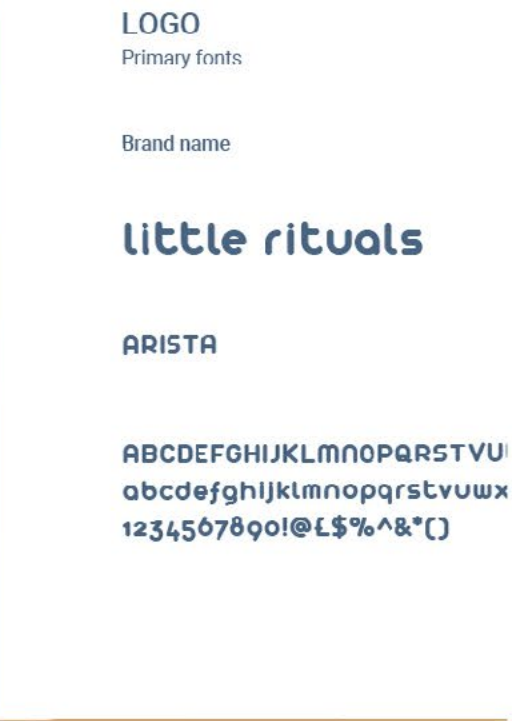 LOGO
Primary fonts
Brand name
little rituals
ARISTA
ABCDEFGHIJKLMNOPQRSTVU
abcdefghijklmnopqrstvuwx
1234567890!@£$%^&*()